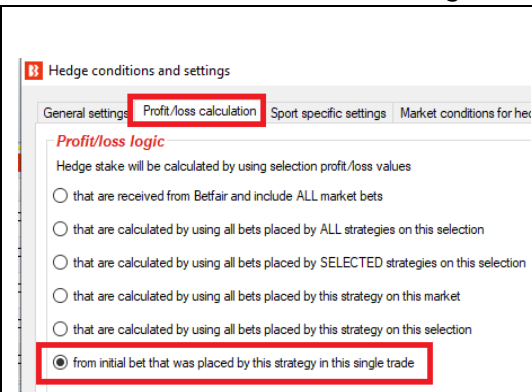 Hedge conditions and settings
General settings Profit/loss calculation Sport specific settings Market conditions for hec
Profit/loss logic
Hedge stake will be calculated by using selection profit/loss values
that are received from Betfair and include ALL market bets
that are calculated by using all bets placed by ALL strategies on this selection
that are calculated by using all bets placed by SELECTED strategies on this selection
that are calculated by using all bets placed by this strategy on this market
that are calculated by using all bets placed by this strategy on this selection
from initial bet that was placed by this strategy in this single trade